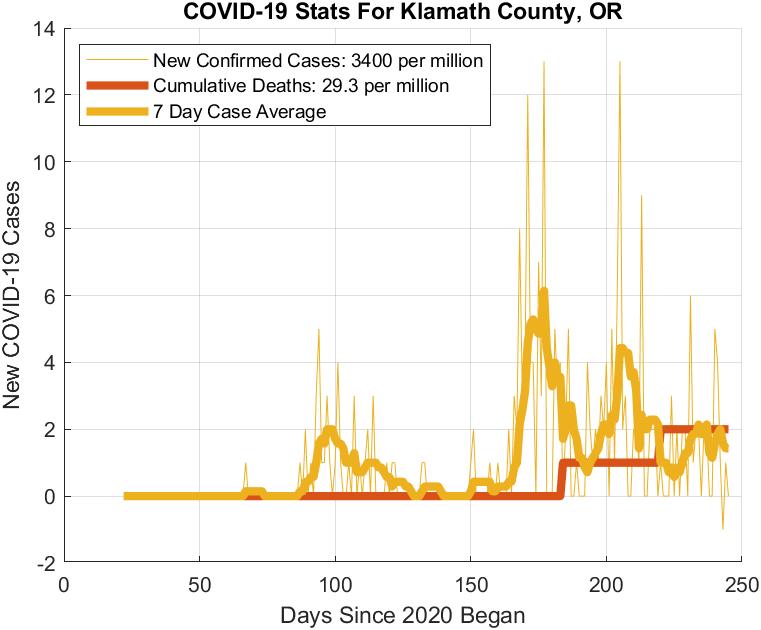 COVID-19 Stats For Klamath County, OR
New Confirmed Cases: 3400 per million
Cumulative Deaths: 29.3 per million
7 Day Case Average
New COVID-19 Cases
14
12
10
8
6
4
2
0
-2
0 50 100 150 200 250
Days Since 2020 Began